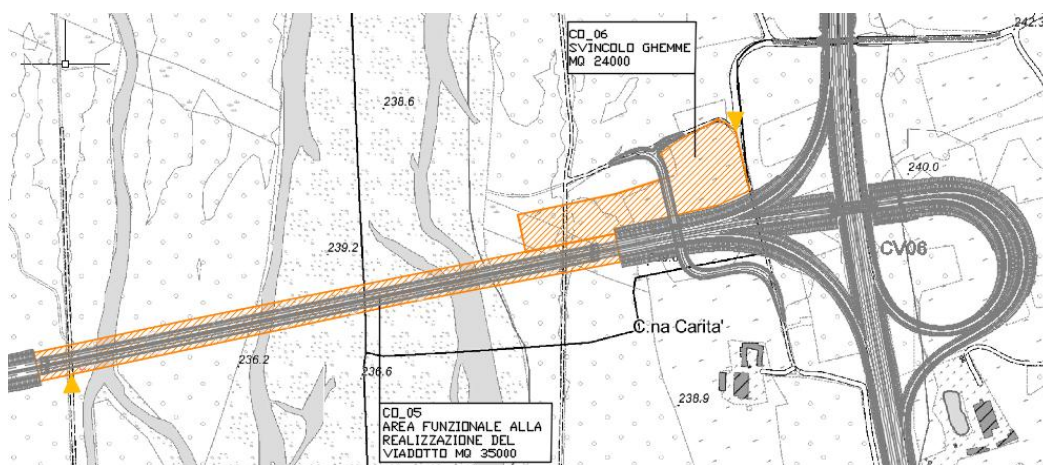 CO_06
SVINCOLO GHEMME
MQ 24000
242.3
238.6
240.0
239.2
CV06
C.na Carita'
236.2
236.6
238.9
CO_05
AREA FUNZIONALE ALLA
REALIZZAZIONE DEL
VIADOTTO MQ 35000